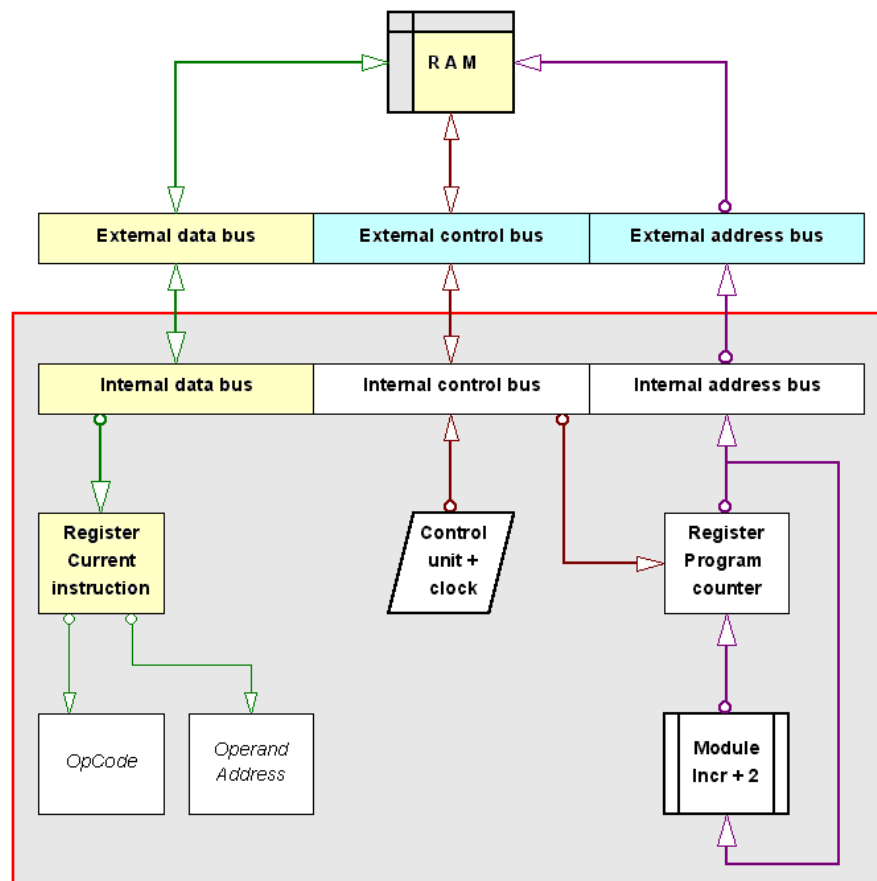 R A M
External data bus
External control bus
External address bus
Internal data bus
Internal control bus
Internal address bus
Register
Current
instruction
Control
unit +
clock
Register
Program
counter
OpCode
Operand
Address
Module
Incr + 2